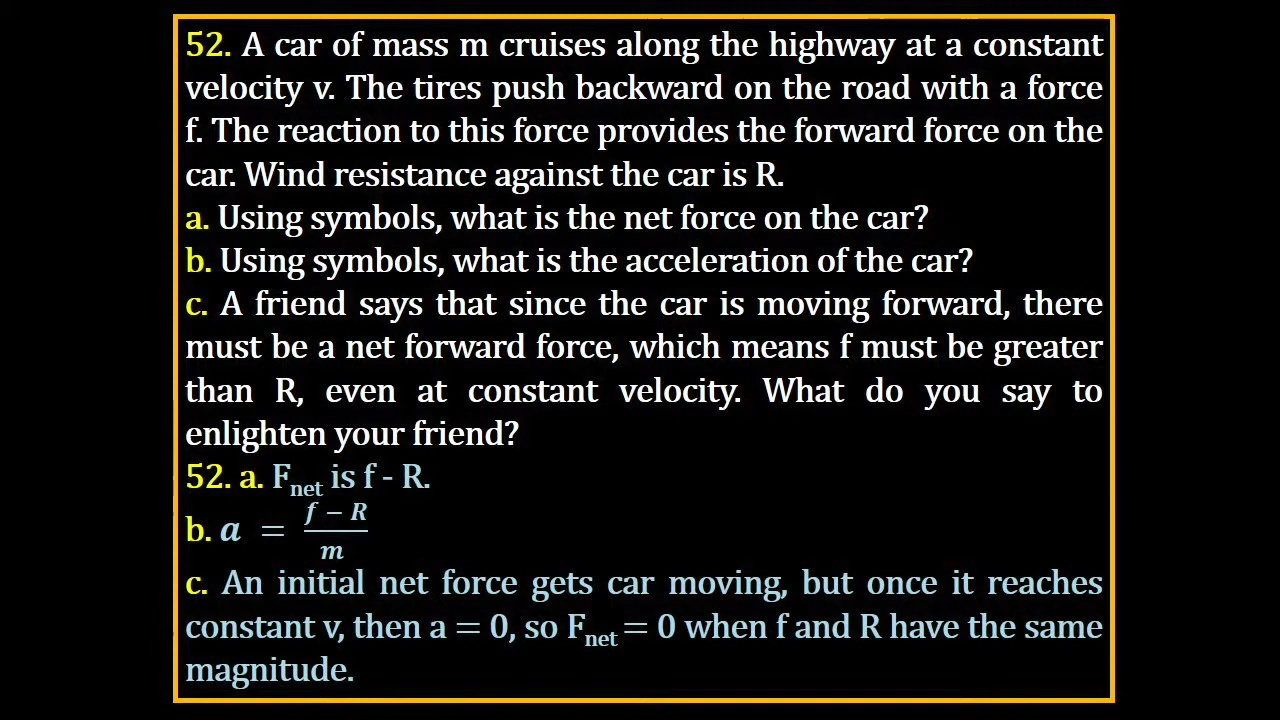 52. A car of mass m cruises along the highway at a constant
velocity v. The tires push backward on the road with a force
f. The reaction to this force provides the forward force on the
car. Wind resistance against the car is R.
a. Using symbols, what is the net force on the car?
b. Using symbols, what is the acceleration of the car?
c. A friend says that since the car is moving forward, there
must be a net forward force, which means f must be greater
than R, even at constant velocity. What do you say to
enlighten your friend?
52. a. Fnet is f - R.
b. a = (f − R)/m
c. An initial net force gets car moving, but once it reaches
constant v, then a = 0, so Fnet = 0 when f and R have the same
magnitude.